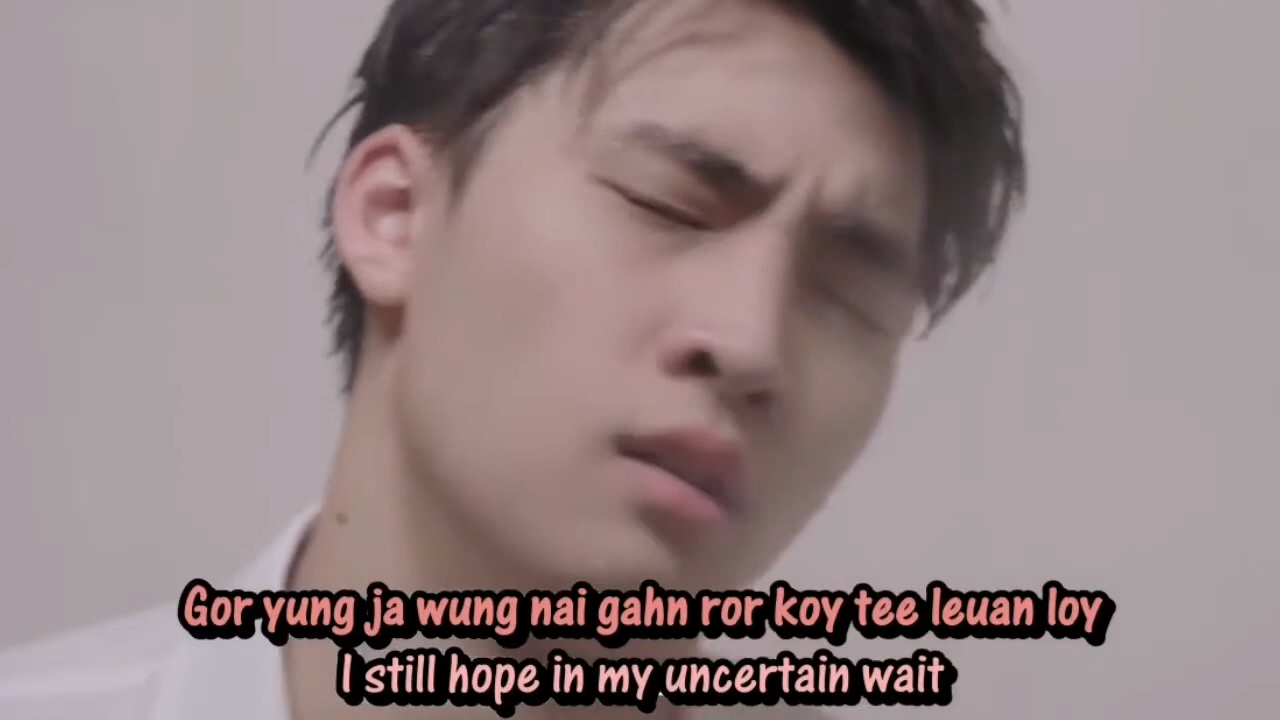 Gor yung ja wung nai gahn ror koy tee leuan loy
I still hope in my uncertain wait